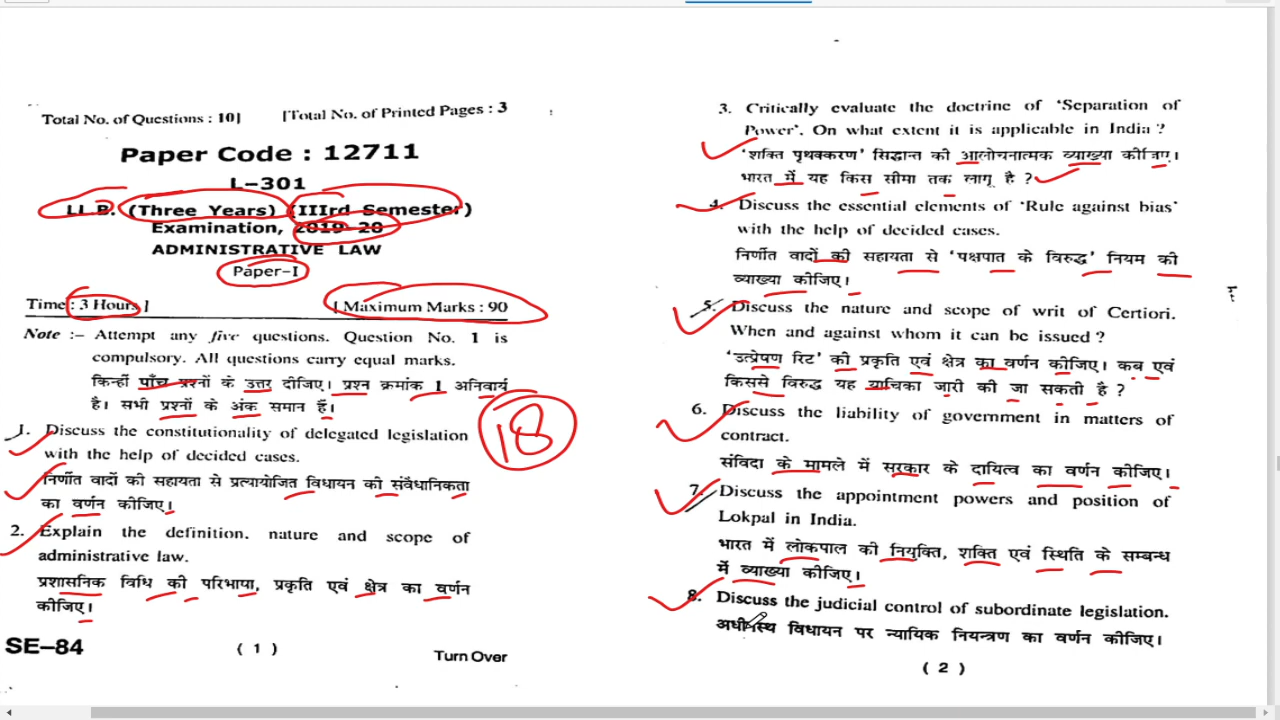 Total No. of Questions : 10] [Total No. of Printed Pages : 3
Paper Code : 12711
L-301
LL.B. (Three Years) (IIIrd Semester)
Examination, 2019-20
ADMINISTRATIVE LAW
Paper-I
Time : 3 Hours ] [ Maximum Marks : 90
Note :- Attempt any five questions. Question No. 1 is
compulsory. All questions carry equal marks.
किन्हीं पाँच प्रश्नों के उत्तर दीजिए। प्रश्न क्रमांक 1 अनिवार्य
है। सभी प्रश्नों के अंक समान हैं।
18
1. Discuss the constitutionality of delegated legislation
with the help of decided cases.
निर्णीत वादों की सहायता से प्रत्यायोजित विधायन की संवैधानिकता
का वर्णन कीजिए।
2. Explain the definition, nature and scope of
administrative law.
प्रशासनिक विधि की परिभाषा, प्रकृति एवं क्षेत्र का वर्णन
कीजिए।
SE-84 ( 1 ) Turn Over
3. Critically evaluate the doctrine of 'Separation of
Power'. On what extent it is applicable in India ?
'शक्ति पृथक्करण' सिद्धान्त की आलोचनात्मक व्याख्या कीजिए।
भारत में यह किस सीमा तक लागू है ?
4. Discuss the essential elements of 'Rule against bias'
with the help of decided cases.
निर्णीत वादों की सहायता से 'पक्षपात के विरुद्ध' नियम की
व्याख्या कीजिए।
5. Discuss the nature and scope of writ of Certiori.
When and against whom it can be issued ?
'उत्प्रेषण रिट' की प्रकृति एवं क्षेत्र का वर्णन कीजिए। कब एवं
किससे विरुद्ध यह याचिका जारी की जा सकती है ?
6. Discuss the liability of government in matters of
contract.
संविदा के मामले में सरकार के दायित्व का वर्णन कीजिए।
7. Discuss the appointment powers and position of
Lokpal in India.
भारत में लोकपाल की नियुक्ति, शक्ति एवं स्थिति के सम्बन्ध
में व्याख्या कीजिए।
8. Discuss the judicial control of subordinate legislation.
अधीनस्थ विधायन पर न्यायिक नियन्त्रण का वर्णन कीजिए।
( 2 )